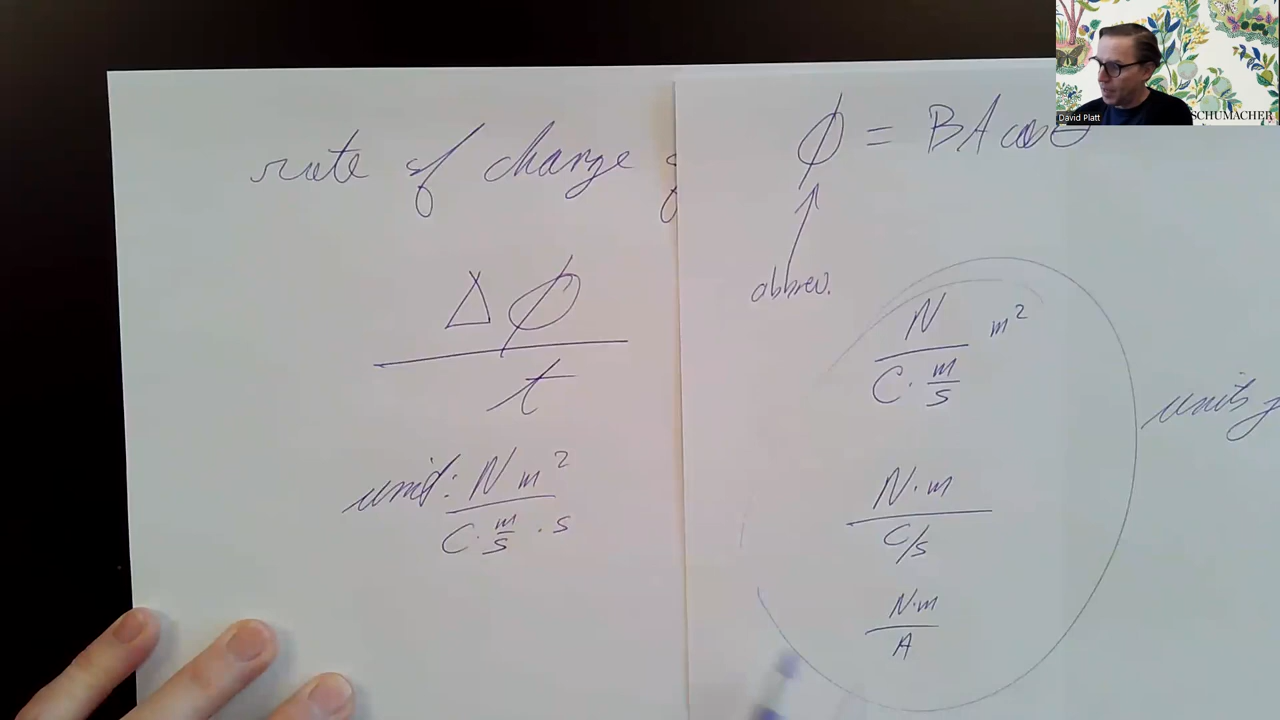 rate of change
Δϕ
t
unit: N m²
C · m/s · s
ϕ = BA cos θ
abbrev.
N m²
C · m/s
units
N·m
C/s
N·m
A
David Platt
SCHUMACHER